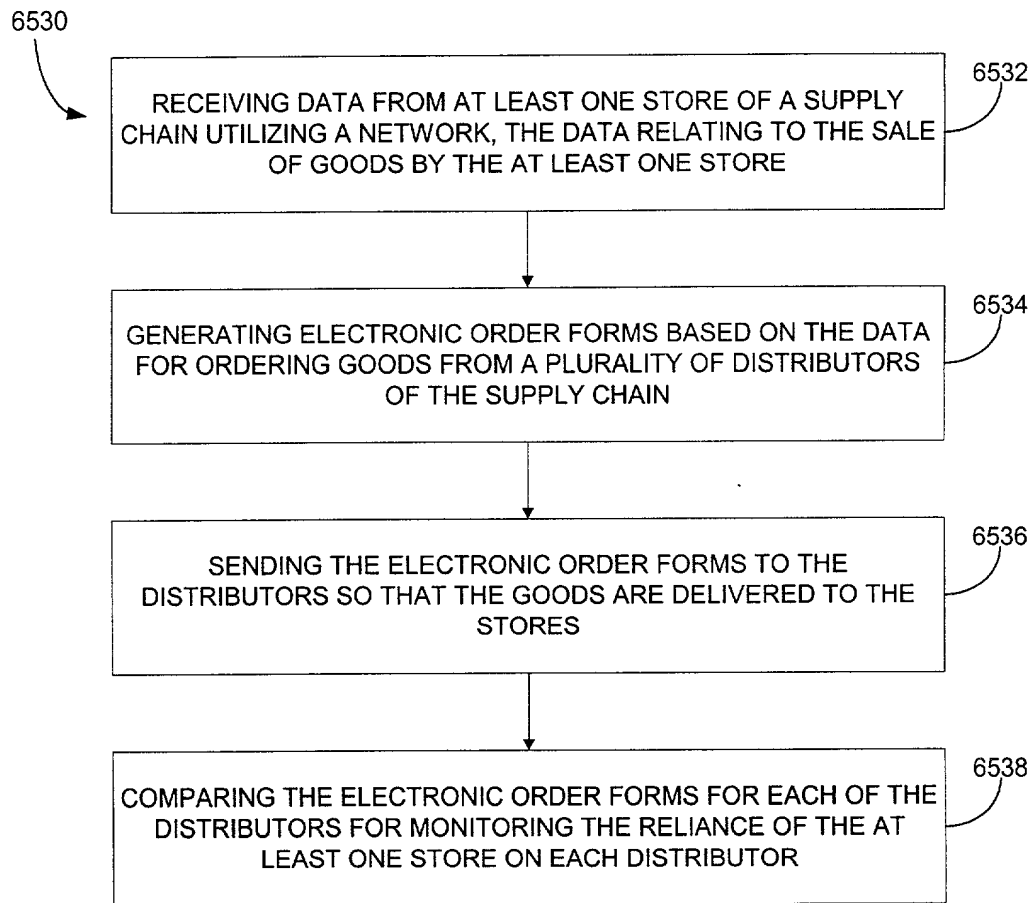 6530
6532
RECEIVING DATA FROM AT LEAST ONE STORE OF A SUPPLY
CHAIN UTILIZING A NETWORK, THE DATA RELATING TO THE SALE
OF GOODS BY THE AT LEAST ONE STORE
6534
GENERATING ELECTRONIC ORDER FORMS BASED ON THE DATA
FOR ORDERING GOODS FROM A PLURALITY OF DISTRIBUTORS
OF THE SUPPLY CHAIN
6536
SENDING THE ELECTRONIC ORDER FORMS TO THE
DISTRIBUTORS SO THAT THE GOODS ARE DELIVERED TO THE
STORES
6538
COMPARING THE ELECTRONIC ORDER FORMS FOR EACH OF THE
DISTRIBUTORS FOR MONITORING THE RELIANCE OF THE AT
LEAST ONE STORE ON EACH DISTRIBUTOR